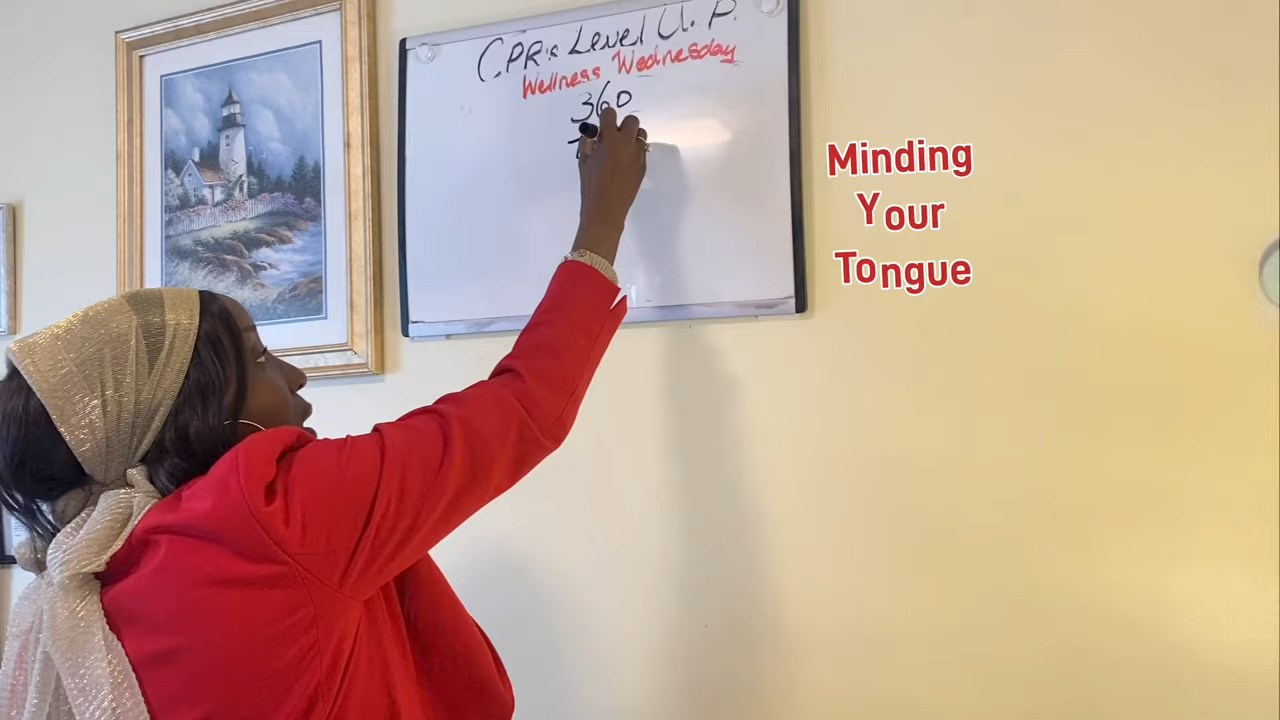 CPR's Level U. P.
Wellness Wednesday
360
Minding
Your
Tongue